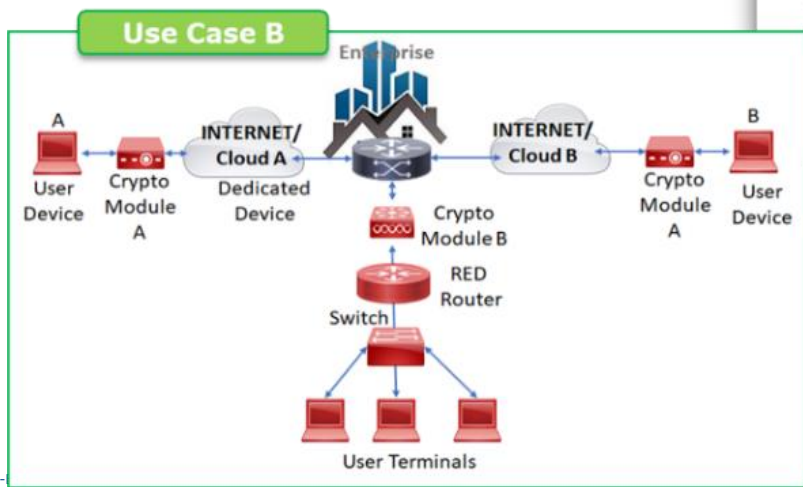 Use Case B
Enterprise
A
INTERNET/
Cloud A
INTERNET/
Cloud B
B
User
Device
Crypto
Module
A
Dedicated
Device
Crypto
Module B
Crypto
Module
A
User
Device
RED
Router
Switch
User Terminals